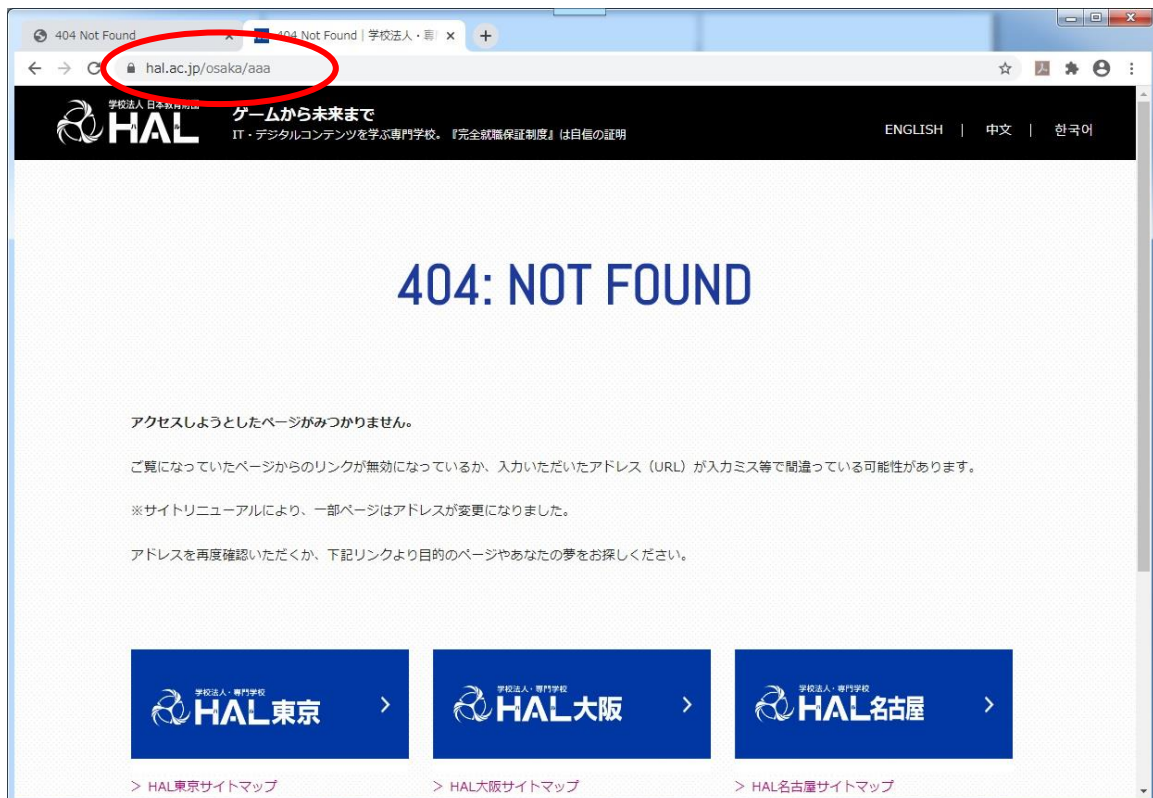 404 Not Found
404 Not Found | 学校法人・専
hal.ac.jp/osaka/aaa
学校法人 日本教育財団
HAL
ゲームから未来まで
IT・デジタルコンテンツを学ぶ専門学校。『完全就職保証制度』は自信の証明
ENGLISH | 中文 | 한국어
404: NOT FOUND
アクセスしようとしたページがみつかりません。
ご覧になっていたページからのリンクが無効になっているか、入力いただいたアドレス（URL）が入力ミス等で間違っている可能性があります。
※サイトリニューアルにより、一部ページはアドレスが変更になりました。
アドレスを再度確認いただくか、下記リンクより目的のページやあなたの夢をお探しください。
学校法人・専門学校
HAL東京
学校法人・専門学校
HAL大阪
学校法人・専門学校
HAL名古屋
> HAL東京サイトマップ
> HAL大阪サイトマップ
> HAL名古屋サイトマップ